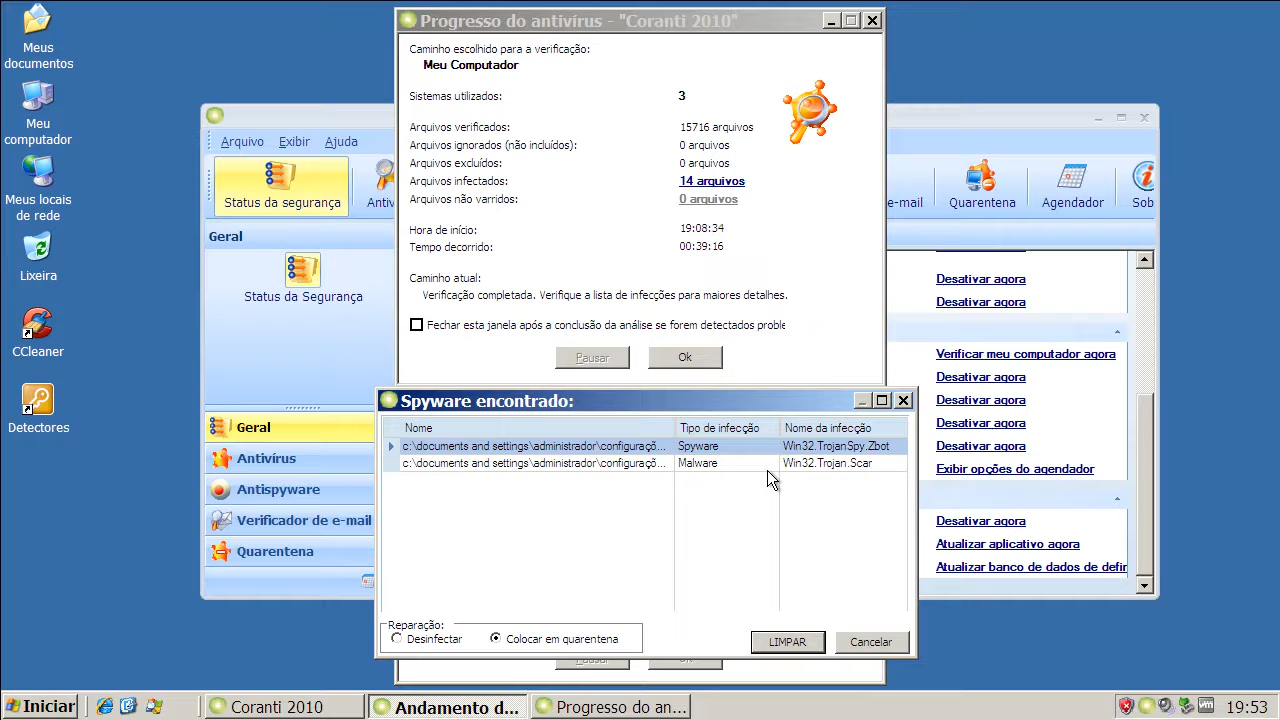 Meus
documentos
Meu
computador
Meus locais
de rede
Lixeira
CCleaner
Detectores
Progresso do antivírus - "Coranti 2010"
Caminho escolhido para a verificação:
Meu Computador
Sistemas utilizados: 3
Arquivos verificados: 15716 arquivos
Arquivos ignorados (não incluídos): 0 arquivos
Arquivos excluídos: 0 arquivos
Arquivos infectados: 14 arquivos
Arquivos não varridos: 0 arquivos
Hora de início: 19:08:34
Tempo decorrido: 00:39:16
Caminho atual:
Verificação completada. Verifique a lista de infecções para maiores detalhes.
Fechar esta janela após a conclusão da análise se forem detectados proble
Pausar Ok
Arquivo Exibir Ajuda
Status da segurança Antiv e-mail Quarentena Agendador Sob
Geral
Status da Segurança
Geral
Antivírus
Antispyware
Verificador de e-mail
Quarentena
Desativar agora
Desativar agora
Verificar meu computador agora
Desativar agora
Desativar agora
Desativar agora
Desativar agora
Exibir opções do agendador
Desativar agora
Atualizar aplicativo agora
Atualizar banco de dados de defir
Spyware encontrado:
Nome Tipo de infecção Nome da infecção
c:\documents and settings\administrador\configuraçõ... Spyware Win32.TrojanSpy.Zbot
c:\documents and settings\administrador\configuraçõ... Malware Win32.Trojan.Scar
Reparação:
Desinfectar Colocar em quarentena
LIMPAR Cancelar
Iniciar Coranti 2010 Andamento d... Progresso do an... 19:53